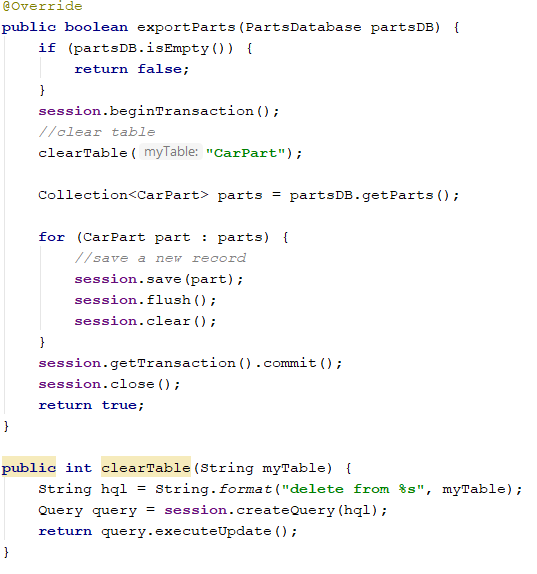 @Override
public boolean exportParts(PartsDatabase partsDB) {
    if (partsDB.isEmpty()) {
        return false;
    }
    session.beginTransaction();
    //clear table
    clearTable( myTable: "CarPart");

    Collection<CarPart> parts = partsDB.getParts();

    for (CarPart part : parts) {
        //save a new record
        session.save(part);
        session.flush();
        session.clear();
    }
    session.getTransaction().commit();
    session.close();
    return true;
}

public int clearTable(String myTable) {
    String hql = String.format("delete from %s", myTable);
    Query query = session.createQuery(hql);
    return query.executeUpdate();
}